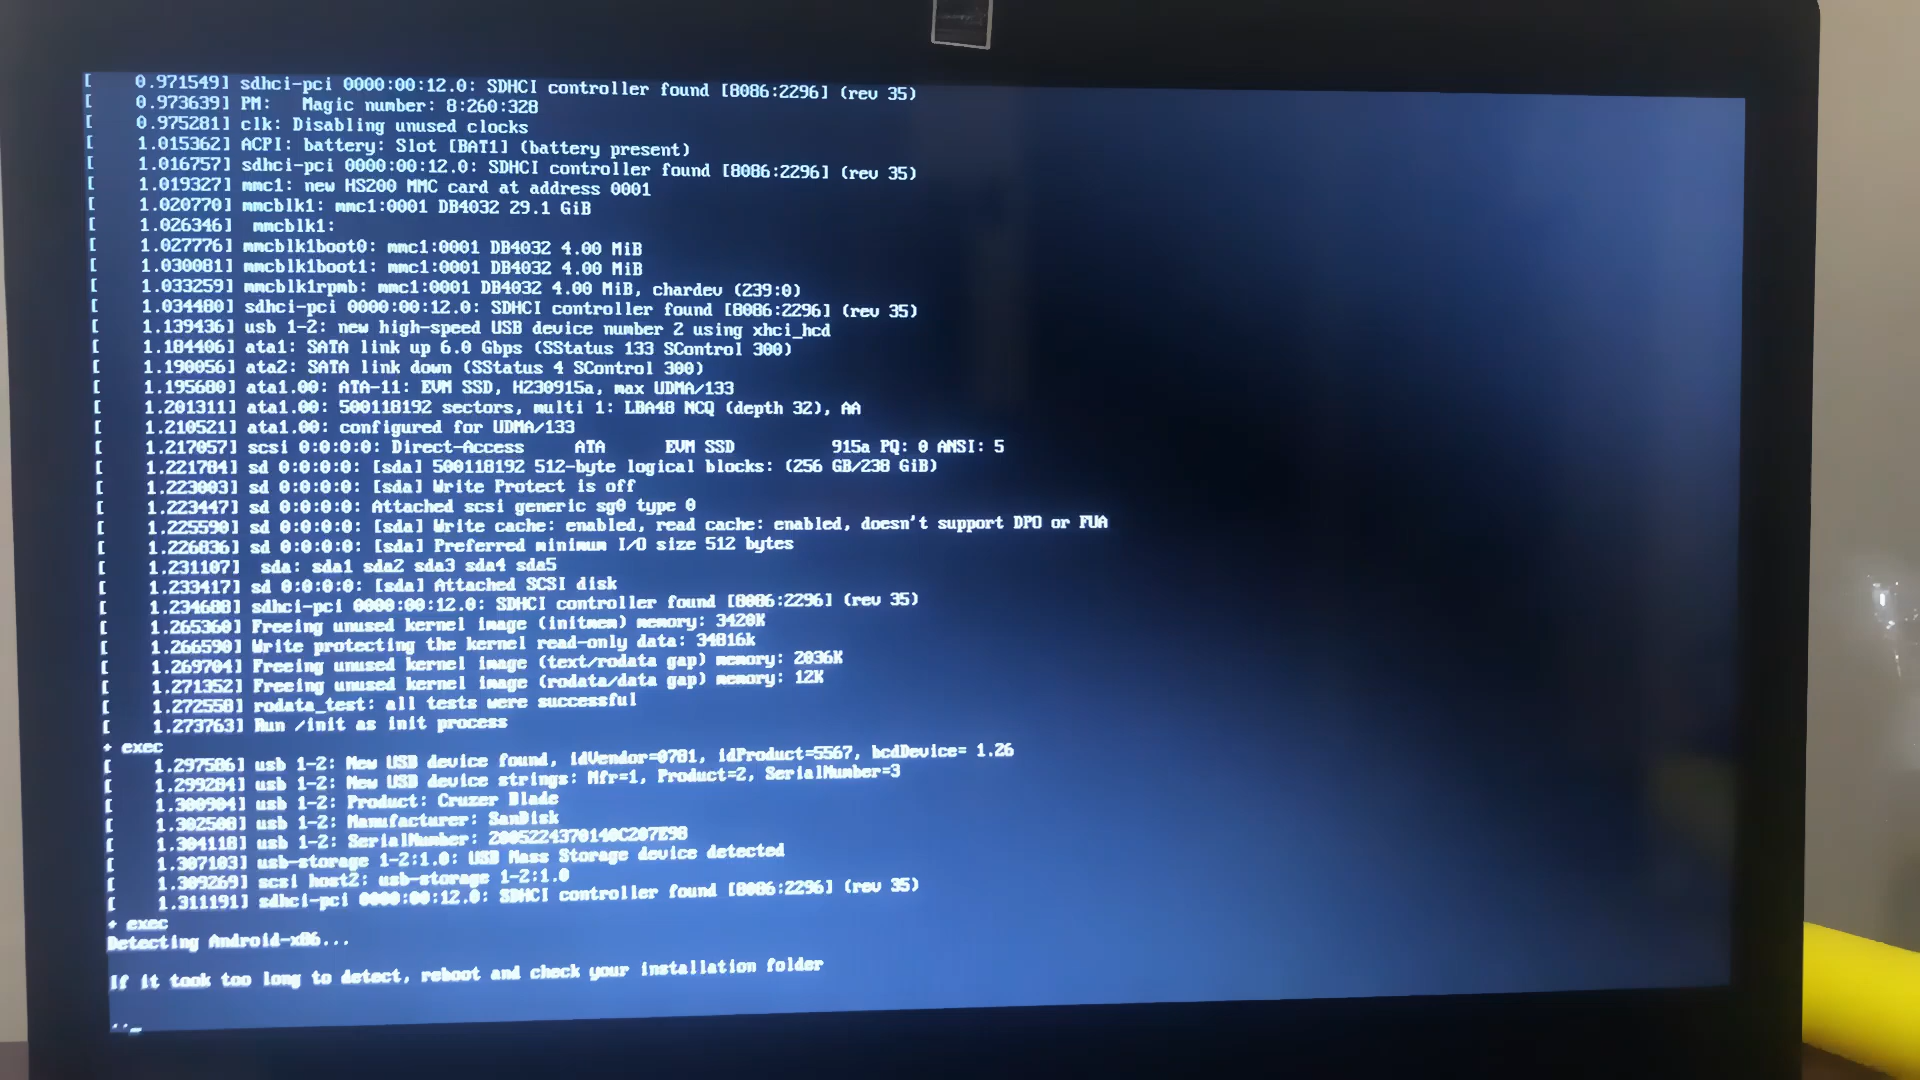 [    0.971549] sdhci-pci 0000:00:12.0: SDHCI controller found [8086:2296] (rev 35)
[    0.973639] PM:   Magic number: 8:260:328
[    0.975281] clk: Disabling unused clocks
[    1.015362] ACPI: battery: Slot [BAT1] (battery present)
[    1.016757] sdhci-pci 0000:00:12.0: SDHCI controller found [8086:2296] (rev 35)
[    1.019327] mmc1: new HS200 MMC card at address 0001
[    1.020770] mmcblk1: mmc1:0001 DB4032 29.1 GiB
[    1.026346]  mmcblk1:
[    1.027776] mmcblk1boot0: mmc1:0001 DB4032 4.00 MiB
[    1.030081] mmcblk1boot1: mmc1:0001 DB4032 4.00 MiB
[    1.033259] mmcblk1rpmb: mmc1:0001 DB4032 4.00 MiB, chardev (239:0)
[    1.034480] sdhci-pci 0000:00:12.0: SDHCI controller found [8086:2296] (rev 35)
[    1.139436] usb 1-2: new high-speed USB device number 2 using xhci_hcd
[    1.184406] ata1: SATA link up 6.0 Gbps (SStatus 133 SControl 300)
[    1.190056] ata2: SATA link down (SStatus 4 SControl 300)
[    1.195680] ata1.00: ATA-11: EVM SSD, H230915a, max UDMA/133
[    1.201311] ata1.00: 500118192 sectors, multi 1: LBA48 NCQ (depth 32), AA
[    1.210521] ata1.00: configured for UDMA/133
[    1.217057] scsi 0:0:0:0: Direct-Access     ATA      EVM SSD          915a PQ: 0 ANSI: 5
[    1.221784] sd 0:0:0:0: [sda] 500118192 512-byte logical blocks: (256 GB/238 GiB)
[    1.223003] sd 0:0:0:0: [sda] Write Protect is off
[    1.223447] sd 0:0:0:0: Attached scsi generic sg0 type 0
[    1.225590] sd 0:0:0:0: [sda] Write cache: enabled, read cache: enabled, doesn't support DPO or FUA
[    1.226836] sd 0:0:0:0: [sda] Preferred minimum I/O size 512 bytes
[    1.231107]  sda: sda1 sda2 sda3 sda4 sda5
[    1.233417] sd 0:0:0:0: [sda] Attached SCSI disk
[    1.234688] sdhci-pci 0000:00:12.0: SDHCI controller found [8086:2296] (rev 35)
[    1.265360] Freeing unused kernel image (initmem) memory: 3420K
[    1.266590] Write protecting the kernel read-only data: 34816k
[    1.269704] Freeing unused kernel image (text/rodata gap) memory: 2036K
[    1.271352] Freeing unused kernel image (rodata/data gap) memory: 12K
[    1.272558] rodata_test: all tests were successful
[    1.273763] Run /init as init process
+ exec
[    1.297586] usb 1-2: New USB device found, idVendor=0781, idProduct=5567, bcdDevice= 1.26
[    1.299284] usb 1-2: New USB device strings: Mfr=1, Product=2, SerialNumber=3
[    1.300904] usb 1-2: Product: Cruzer Blade
[    1.302508] usb 1-2: Manufacturer: SanDisk
[    1.304118] usb 1-2: SerialNumber: 2005224370140C207E98
[    1.307103] usb-storage 1-2:1.0: USB Mass Storage device detected
[    1.309269] scsi host2: usb-storage 1-2:1.0
[    1.311191] sdhci-pci 0000:00:12.0: SDHCI controller found [8086:2296] (rev 35)
+ exec
Detecting Android-x86...
If it took too long to detect, reboot and check your installation folder
..